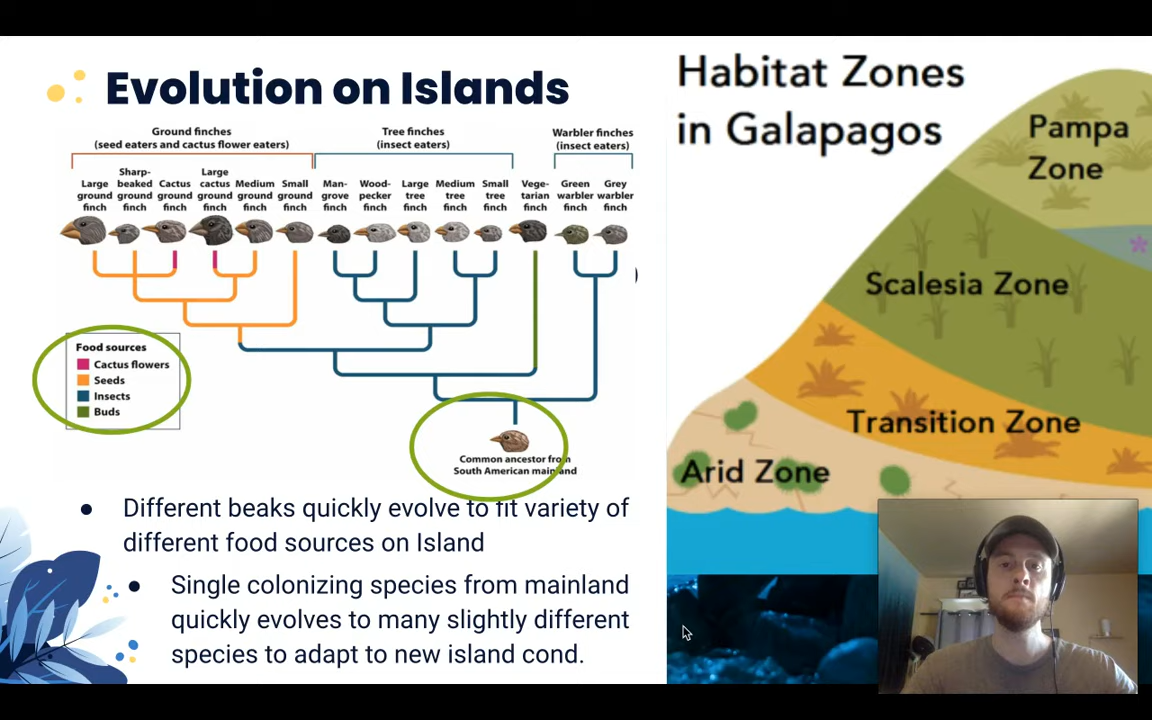 Evolution on Islands
Ground finches
(seed eaters and cactus flower eaters)
Tree finches
(insect eaters)
Warbler finches
(insect eaters)
Large
ground
finch
Sharp-
beaked
ground
finch
Cactus
ground
finch
Large
cactus
ground
finch
Medium
ground
finch
Small
ground
finch
Man-
grove
finch
Wood-
pecker
finch
Large
tree
finch
Medium
tree
finch
Small
tree
finch
Vege-
tarian
finch
Green
warbler
finch
Grey
warbler
finch
Food sources
Cactus flowers
Seeds
Insects
Buds
Common ancestor from
South American mainland
● Different beaks quickly evolve to fit variety of
different food sources on Island
● Single colonizing species from mainland
quickly evolves to many slightly different
species to adapt to new island cond.
Habitat Zones
in Galapagos
Pampa
Zone
Scalesia Zone
Transition Zone
Arid Zone